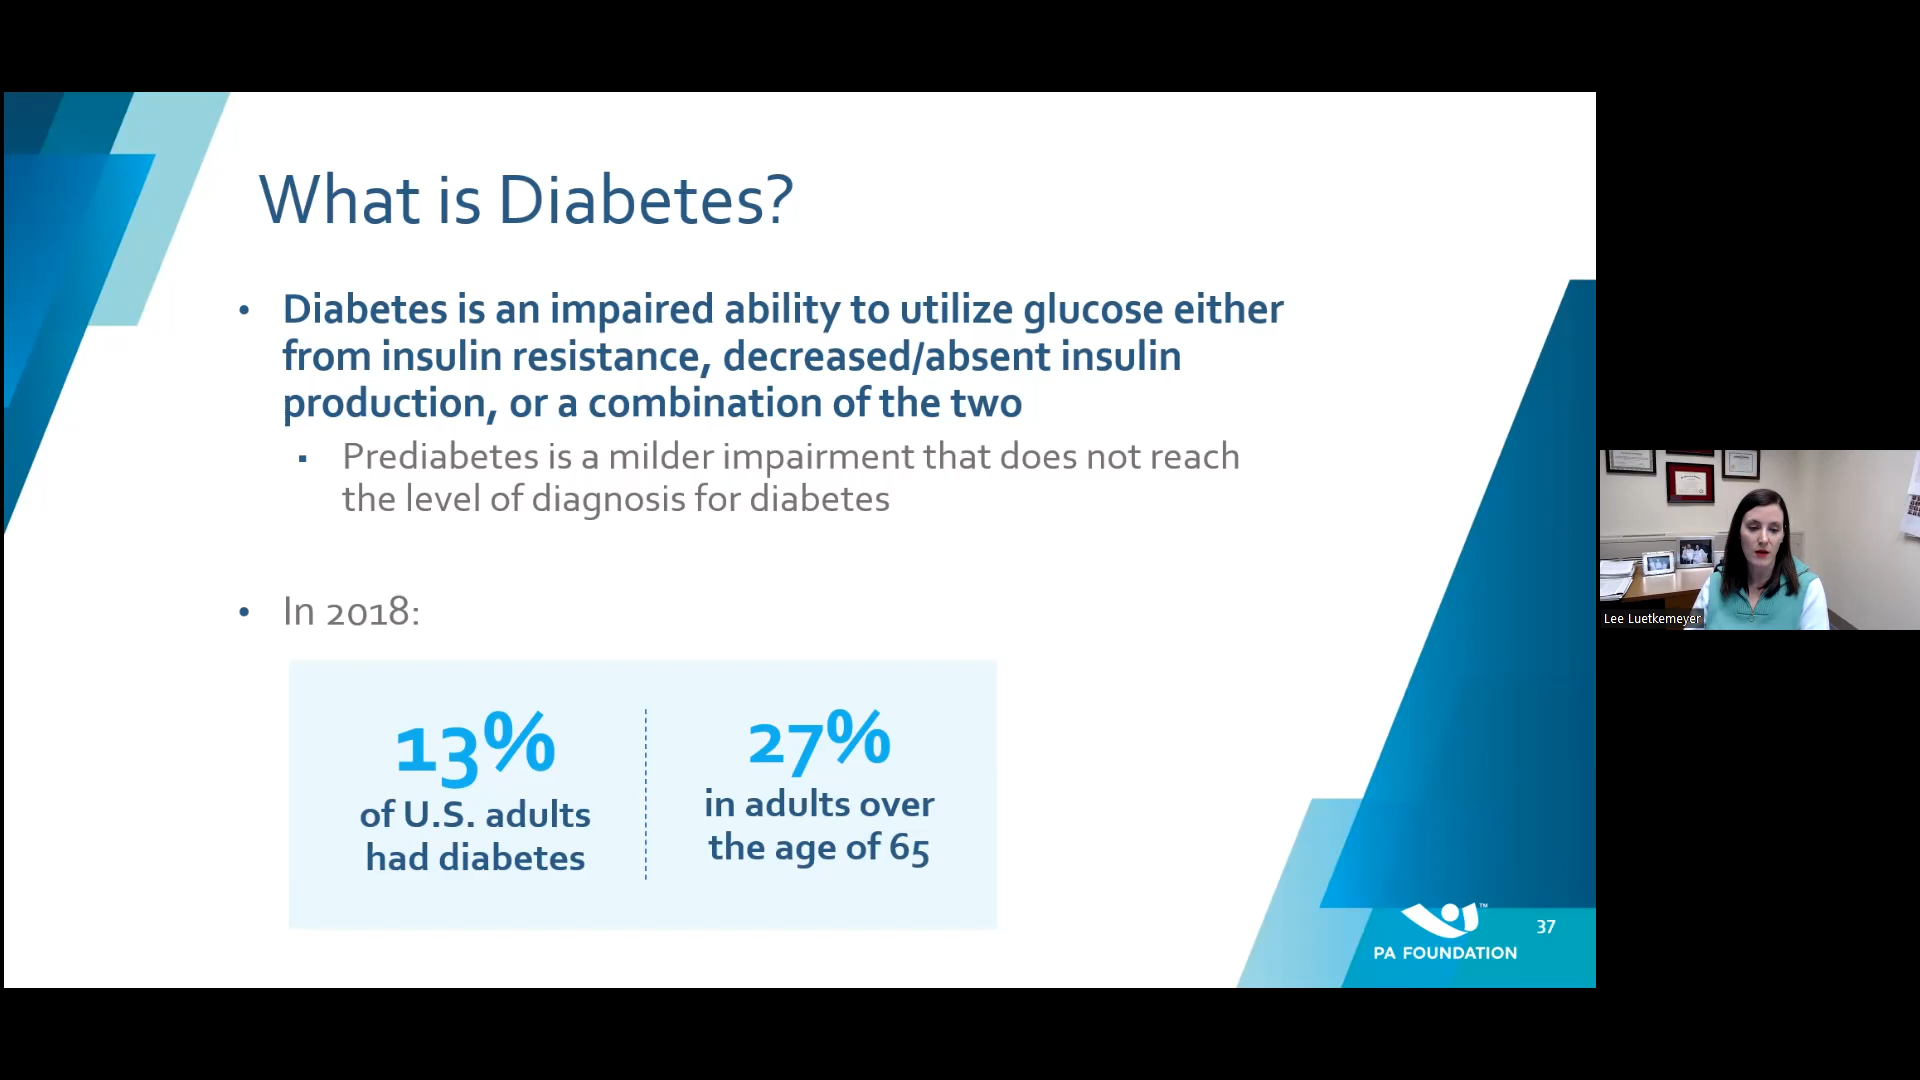 What is Diabetes?
• Diabetes is an impaired ability to utilize glucose either
from insulin resistance, decreased/absent insulin
production, or a combination of the two
▪ Prediabetes is a milder impairment that does not reach
the level of diagnosis for diabetes
• In 2018:
13%
of U.S. adults
had diabetes
27%
in adults over
the age of 65
™
PA FOUNDATION
37
Lee Luetkemeyer